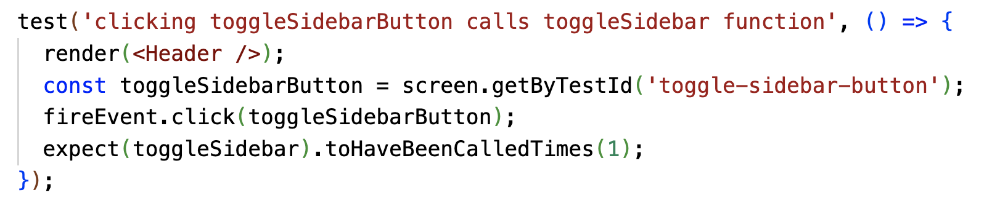 test('clicking toggleSidebarButton calls toggleSidebar function', () => {
  render(<Header />);
  const toggleSidebarButton = screen.getByTestId('toggle-sidebar-button');
  fireEvent.click(toggleSidebarButton);
  expect(toggleSidebar).toHaveBeenCalledTimes(1);
});